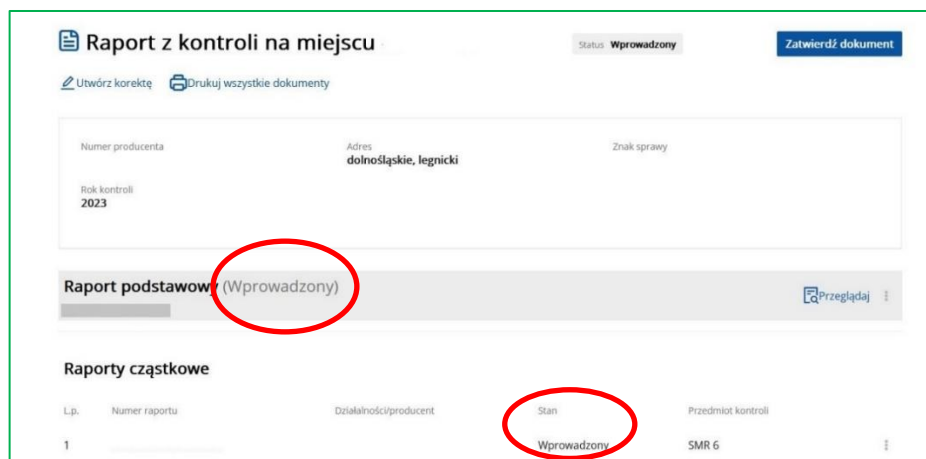 Raport z kontroli na miejscu
Status Wprowadzony
Zatwierdź dokument
Utwórz korektę Drukuj wszystkie dokumenty
Numer producenta Adres Znak sprawy
dolnośląskie, legnicki
Rok kontroli
2023
Raport podstawowy (Wprowadzony)
Przeglądaj
Raporty cząstkowe
L.p. Numer raportu Działalności/producent Stan Przedmiot kontroli
1 Wprowadzony SMR 6